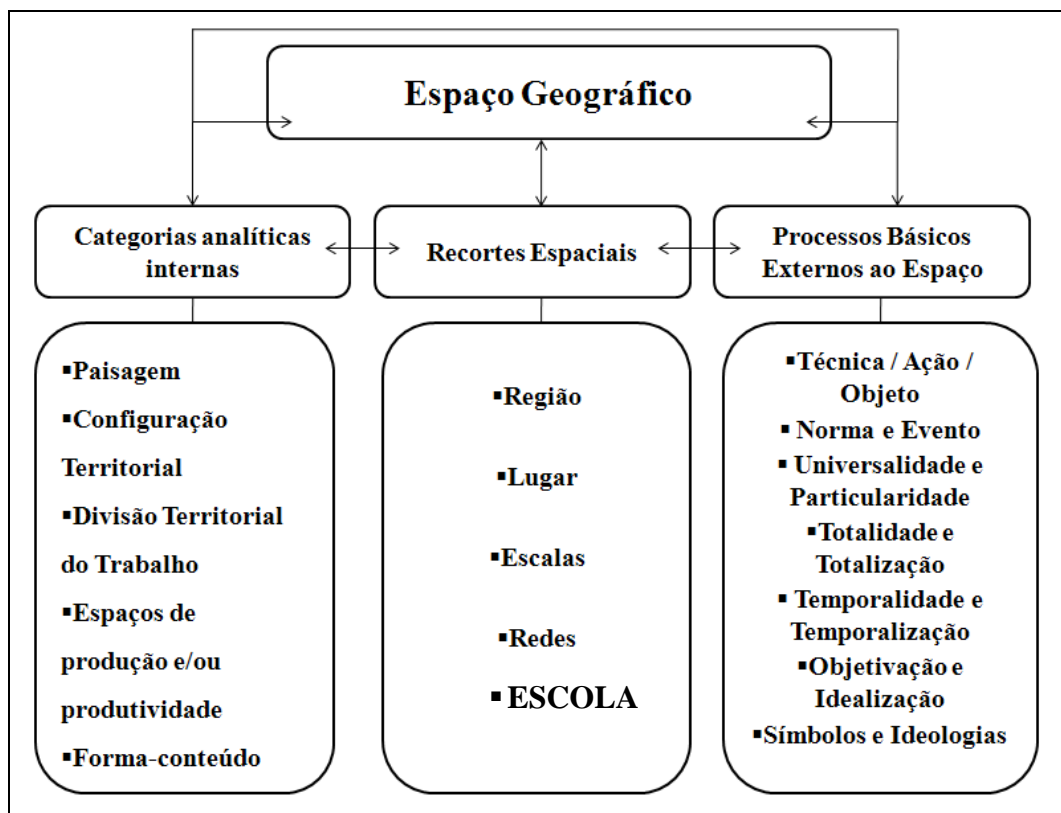 Espaço Geográfico
Categorias analíticas
internas
Recortes Espaciais
Processos Básicos
Externos ao Espaço
▪Paisagem
▪Configuração
Territorial
▪Divisão Territorial
do Trabalho
▪Espaços de
produção e/ou
produtividade
▪Forma-conteúdo
▪Região
▪Lugar
▪Escalas
▪Redes
▪ ESCOLA
▪Técnica / Ação /
Objeto
▪ Norma e Evento
▪ Universalidade e
Particularidade
▪Totalidade e
Totalização
▪ Temporalidade e
Temporalização
▪Objetivação e
Idealização
▪Símbolos e Ideologias